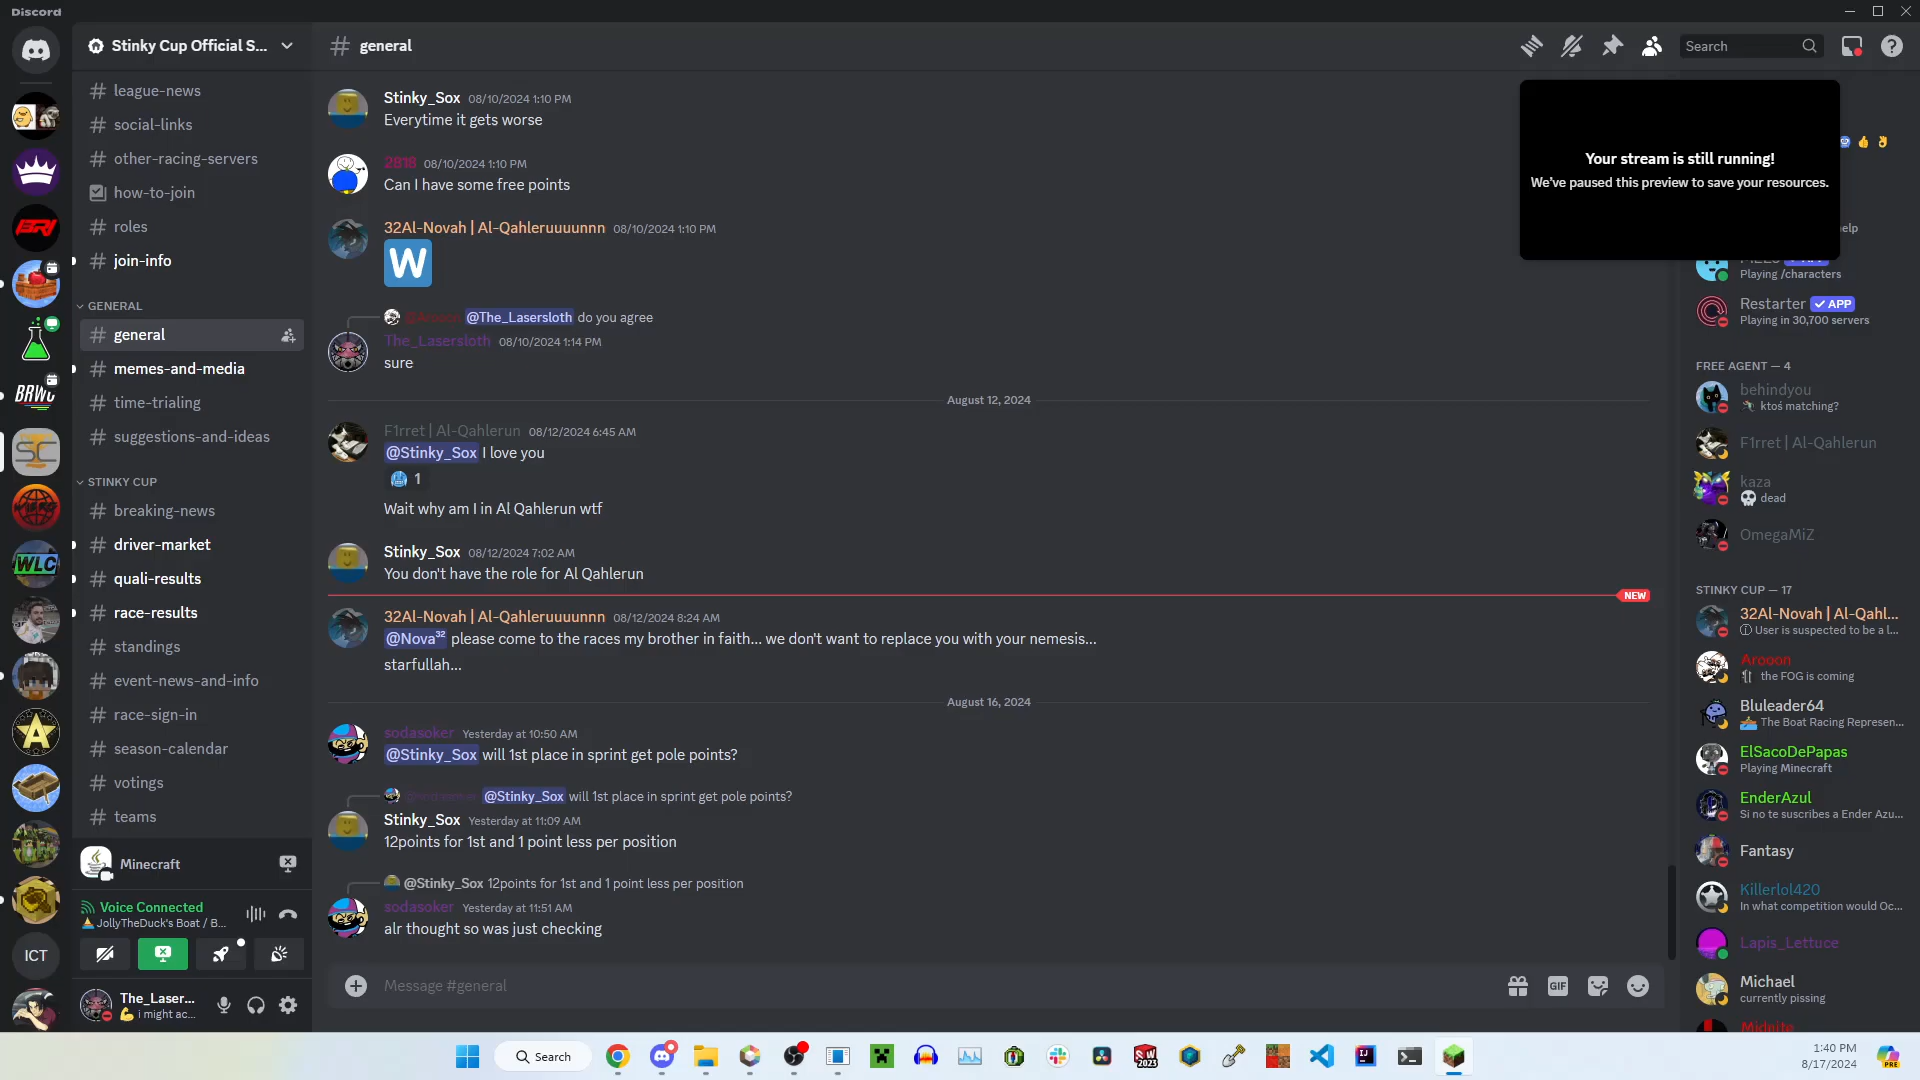 Discord
Stinky Cup Official S...
league-news
social-links
other-racing-servers
how-to-join
roles
join-info
GENERAL
general
memes-and-media
time-trialing
suggestions-and-ideas
STINKY CUP
breaking-news
driver-market
quali-results
race-results
standings
event-news-and-info
race-sign-in
season-calendar
votings
teams
BRI
BRWC
SC
WLC
A
ICT
Minecraft
Voice Connected
JollyTheDuck's Boat / B...
The_Laser...
i might ac...
# general
Search
Stinky_Sox 08/10/2024 1:10 PM
Everytime it gets worse
2818 08/10/2024 1:10 PM
Can I have some free points
32Al-Novah | Al-Qahleruuuunnn 08/10/2024 1:10 PM
W
@Arooon @The_Lasersloth do you agree
The_Lasersloth 08/10/2024 1:14 PM
sure
August 12, 2024
F1rret | Al-Qahlerun 08/12/2024 6:45 AM
@Stinky_Sox I love you
1
Wait why am I in Al Qahlerun wtf
Stinky_Sox 08/12/2024 7:02 AM
You don't have the role for Al Qahlerun
NEW
32Al-Novah | Al-Qahleruuuunnn 08/12/2024 8:24 AM
@Nova³² please come to the races my brother in faith... we don't want to replace you with your nemesis...
starfullah...
August 16, 2024
sodasoker Yesterday at 10:50 AM
@Stinky_Sox will 1st place in sprint get pole points?
@Stinky_Sox will 1st place in sprint get pole points?
Stinky_Sox Yesterday at 11:09 AM
12points for 1st and 1 point less per position
@Stinky_Sox 12points for 1st and 1 point less per position
sodasoker Yesterday at 11:51 AM
alr thought so was just checking
Message #general
GIF
Your stream is still running!
We've paused this preview to save your resources.
elp
Playing /characters
Restarter ✓ APP
Playing in 30,700 servers
FREE AGENT — 4
behindyou
ktoś matching?
F1rret | Al-Qahlerun
kaza
dead
OmegaMiZ
STINKY CUP — 17
32Al-Novah | Al-Qahl...
User is suspected to be a l...
Arooon
the FOG is coming
Bluleader64
The Boat Racing Represen...
ElSacoDePapas
Playing Minecraft
EnderAzul
Si no te suscribes a Ender Azu...
Fantasy
Killerlol420
In what competition would Oc...
Lapis_Lettuce
Michael
currently pissing
Midnite
Search
SW
2023
IJ
PRE
1:40 PM
8/17/2024